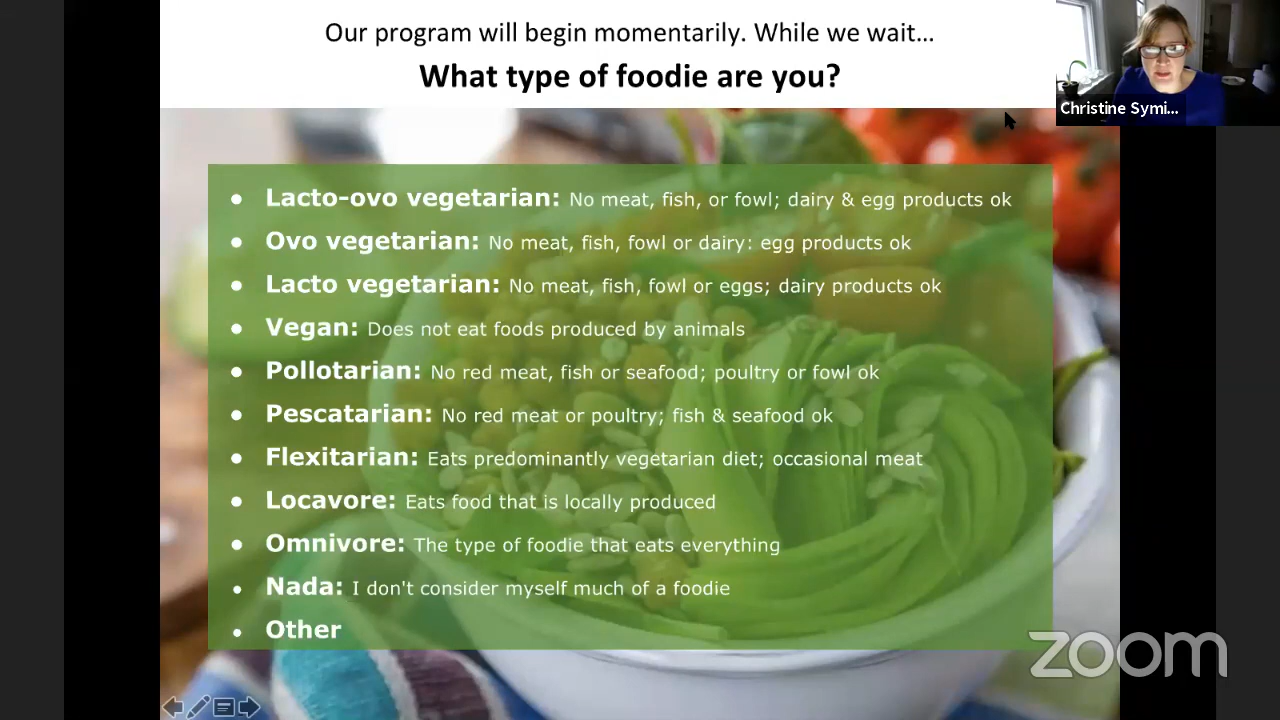 Our program will begin momentarily. While we wait…
What type of foodie are you?
Christine Symi...
• Lacto-ovo vegetarian: No meat, fish, or fowl; dairy & egg products ok
• Ovo vegetarian: No meat, fish, fowl or dairy: egg products ok
• Lacto vegetarian: No meat, fish, fowl or eggs; dairy products ok
• Vegan: Does not eat foods produced by animals
• Pollotarian: No red meat, fish or seafood; poultry or fowl ok
• Pescatarian: No red meat or poultry; fish & seafood ok
• Flexitarian: Eats predominantly vegetarian diet; occasional meat
• Locavore: Eats food that is locally produced
• Omnivore: The type of foodie that eats everything
• Nada: I don't consider myself much of a foodie
• Other
zoom